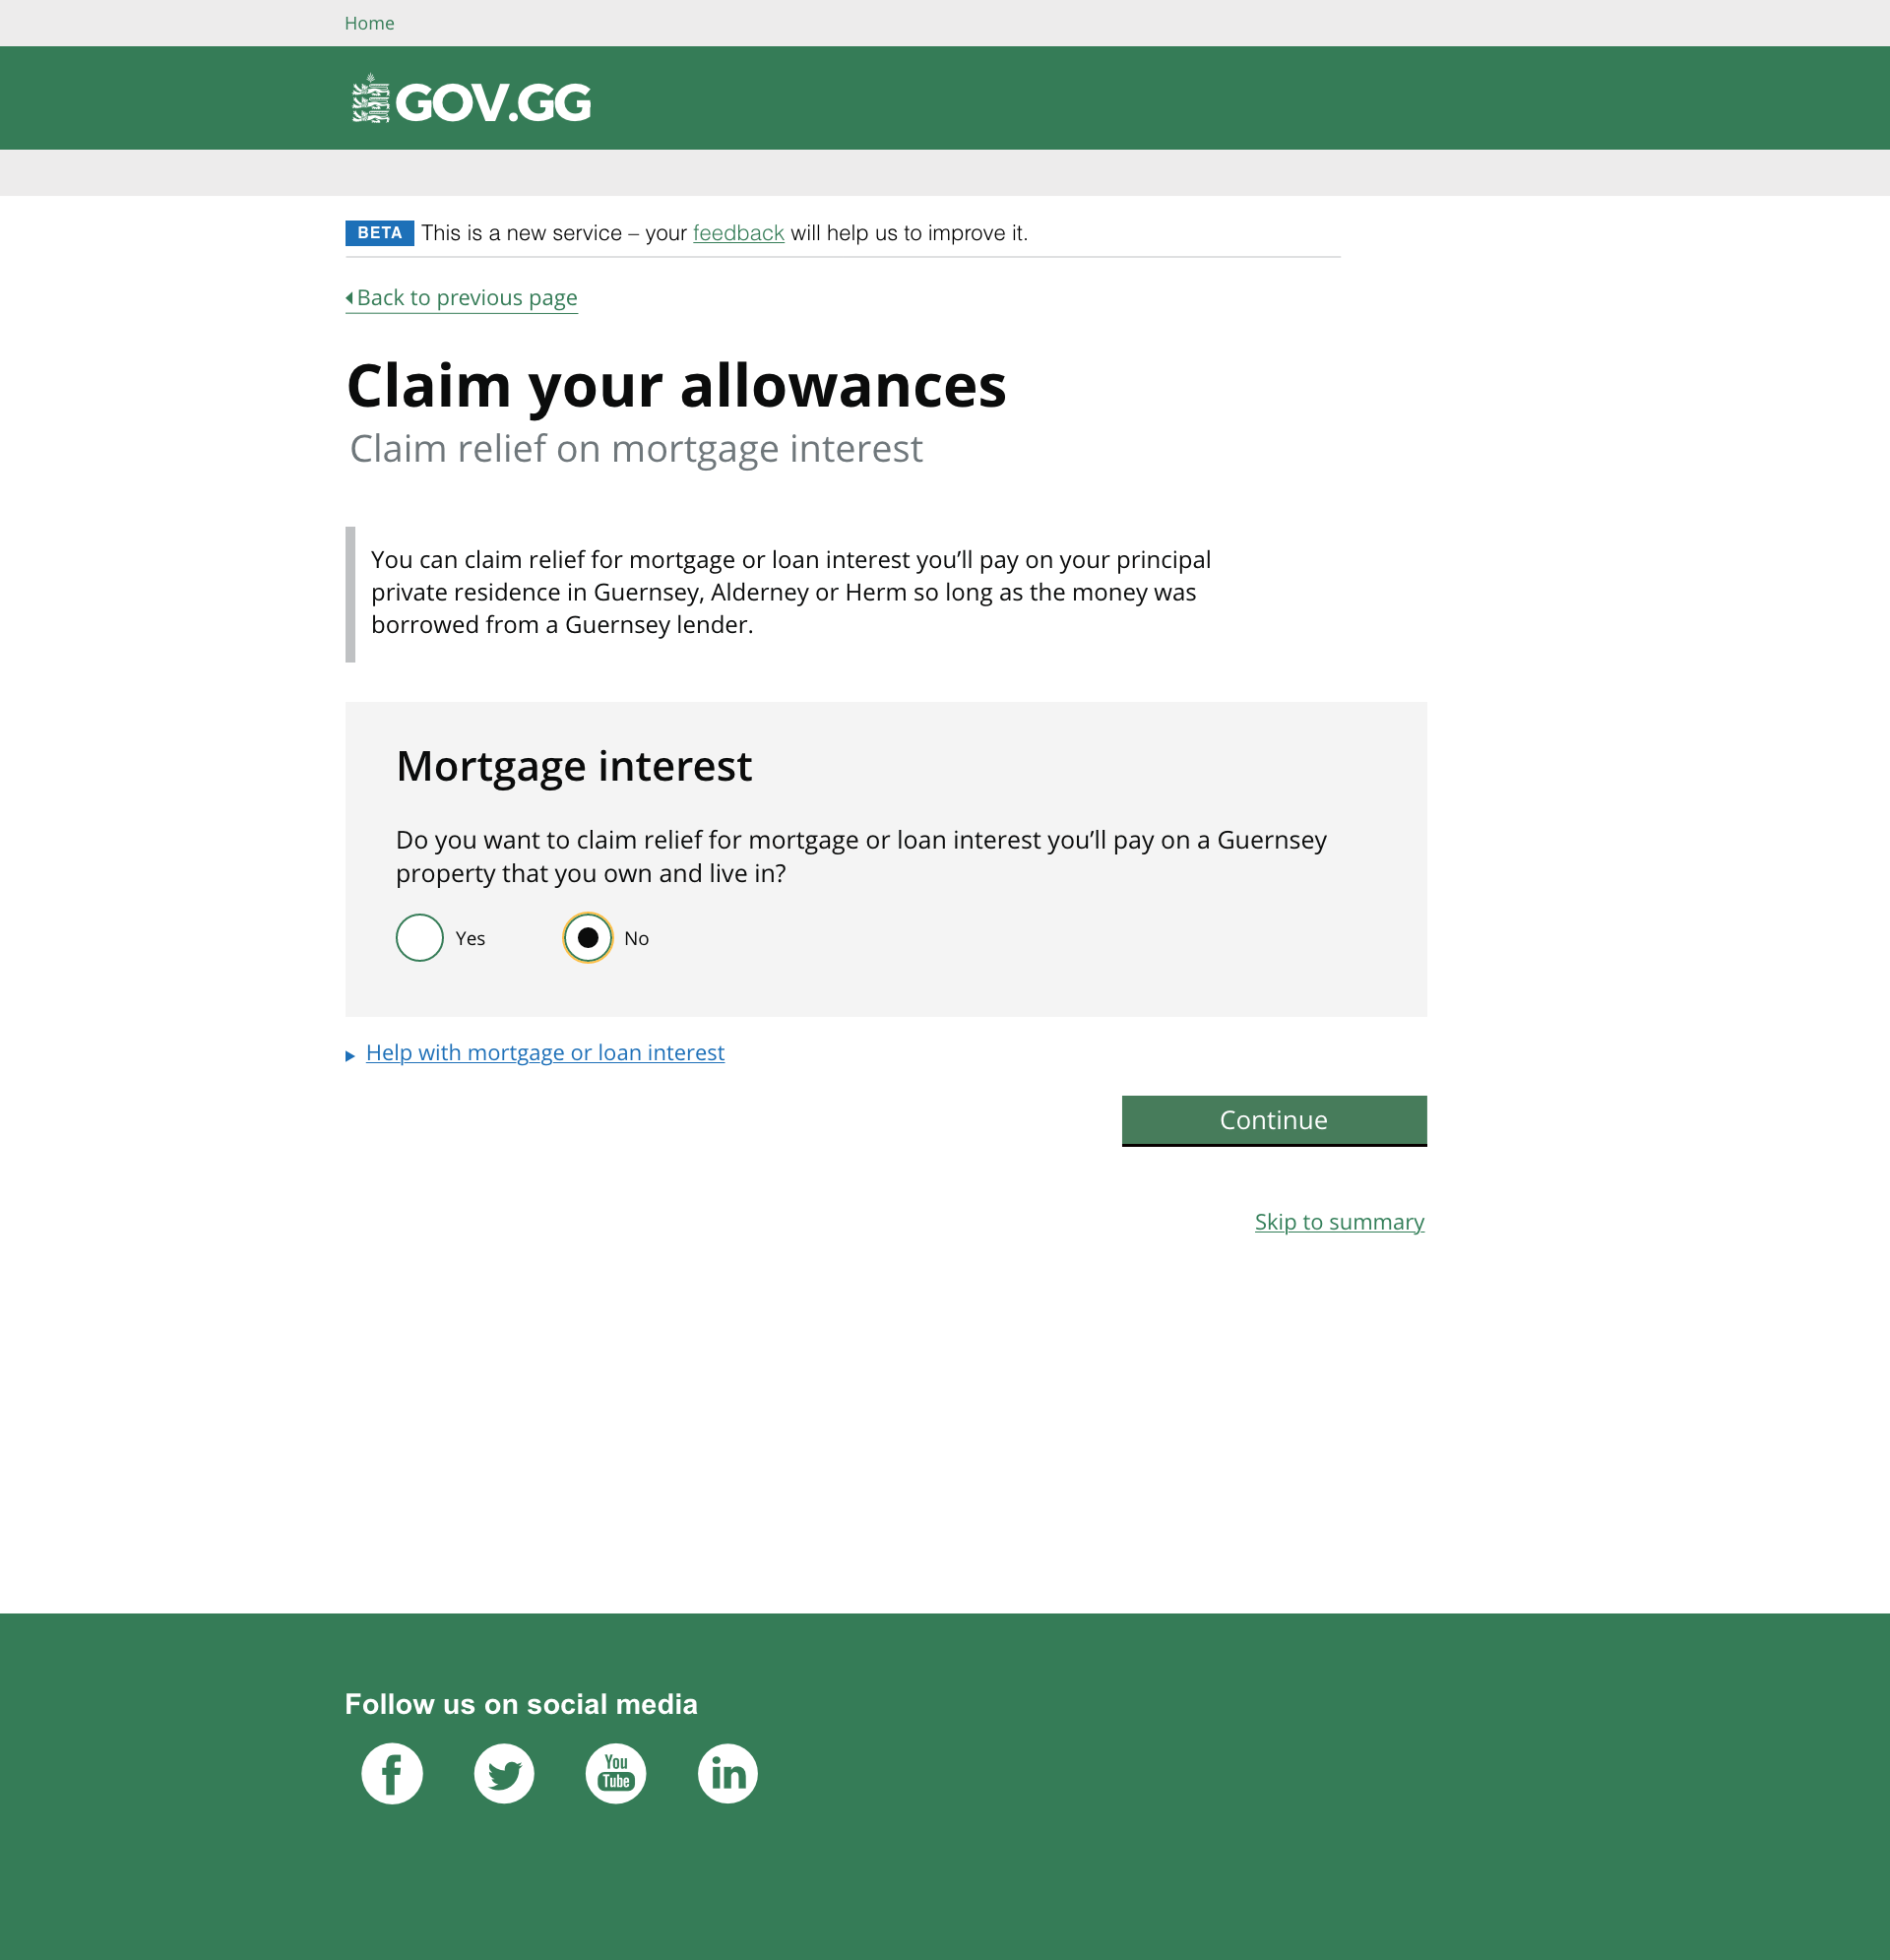 Home
GOV.GG
BETA This is a new service – your feedback will help us to improve it.
Back to previous page
Claim your allowances
Claim relief on mortgage interest
You can claim relief for mortgage or loan interest you’ll pay on your principal
private residence in Guernsey, Alderney or Herm so long as the money was
borrowed from a Guernsey lender.
Mortgage interest
Do you want to claim relief for mortgage or loan interest you’ll pay on a Guernsey
property that you own and live in?
Yes No
Help with mortgage or loan interest
Continue
Skip to summary
Follow us on social media
f You Tube in